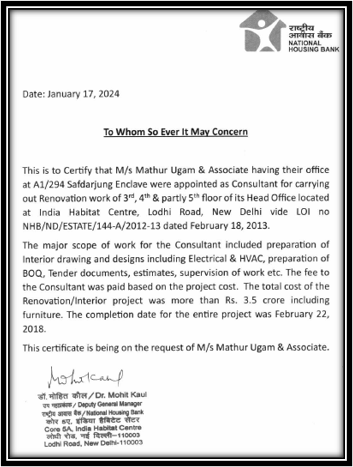 राष्ट्रीय
आवास बैंक
NATIONAL
HOUSING BANK
Date: January 17, 2024
To Whom So Ever It May Concern
This is to Certify that M/s Mathur Ugam & Associate having their office
at A1/294 Safdarjung Enclave were appointed as Consultant for carrying
out Renovation work of 3rd, 4th & partly 5th floor of its Head Office located
at India Habitat Centre, Lodhi Road, New Delhi vide LOI no
NHB/ND/ESTATE/144-A/2012-13 dated February 18, 2013.
The major scope of work for the Consultant included preparation of
Interior drawing and designs including Electrical & HVAC, preparation of
BOQ, Tender documents, estimates, supervision of work etc. The fee to
the Consultant was paid based on the project cost. The total cost of the
Renovation/Interior project was more than Rs. 3.5 crore including
furniture. The completion date for the entire project was February 22,
2018.
This certificate is being on the request of M/s Mathur Ugam & Associate.
Mohit Kaul
डॉ. मोहित कौल / Dr. Mohit Kaul
उप महाप्रबंधक / Deputy General Manager
राष्ट्रीय आवास बैंक / National Housing Bank
कोर 5ए, इंडिया हैबिटेट सेंटर
Core 5A, India Habitat Centre
लोधी रोड, नई दिल्ली-110003
Lodhi Road, New Delhi-110003